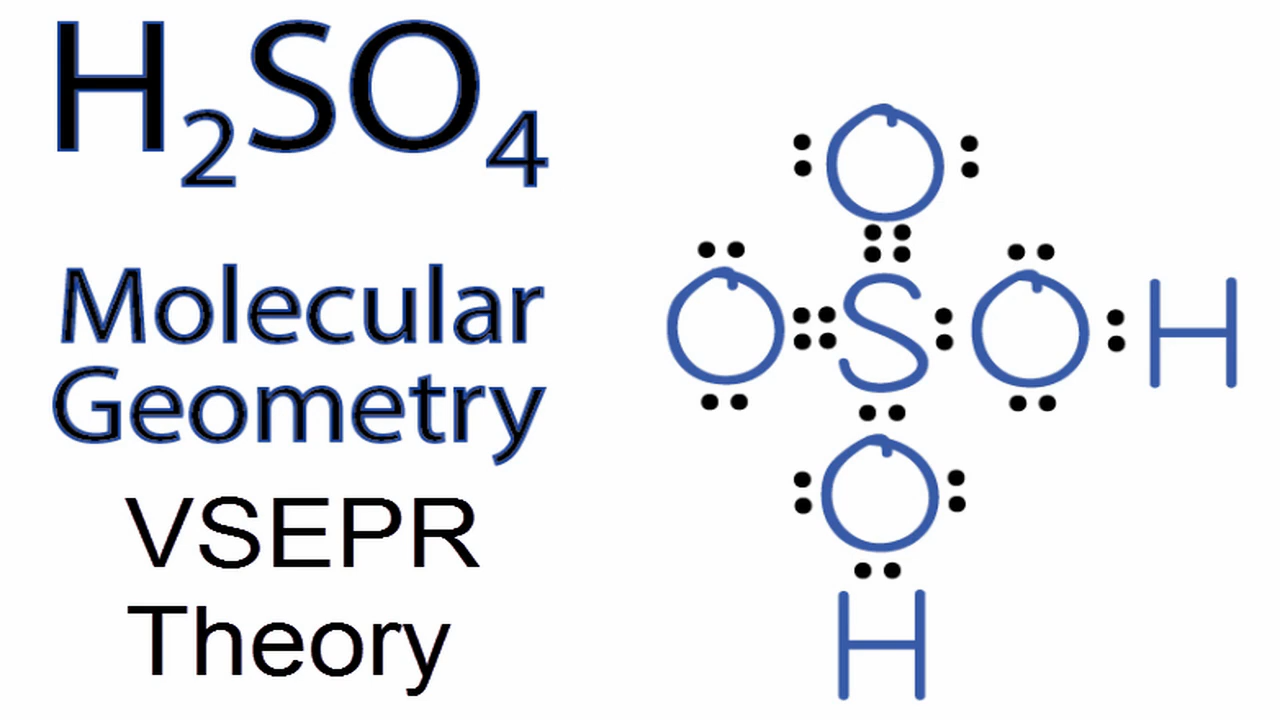 H₂SO₄
Molecular
Geometry
VSEPR
Theory
O
O S O H
O
H